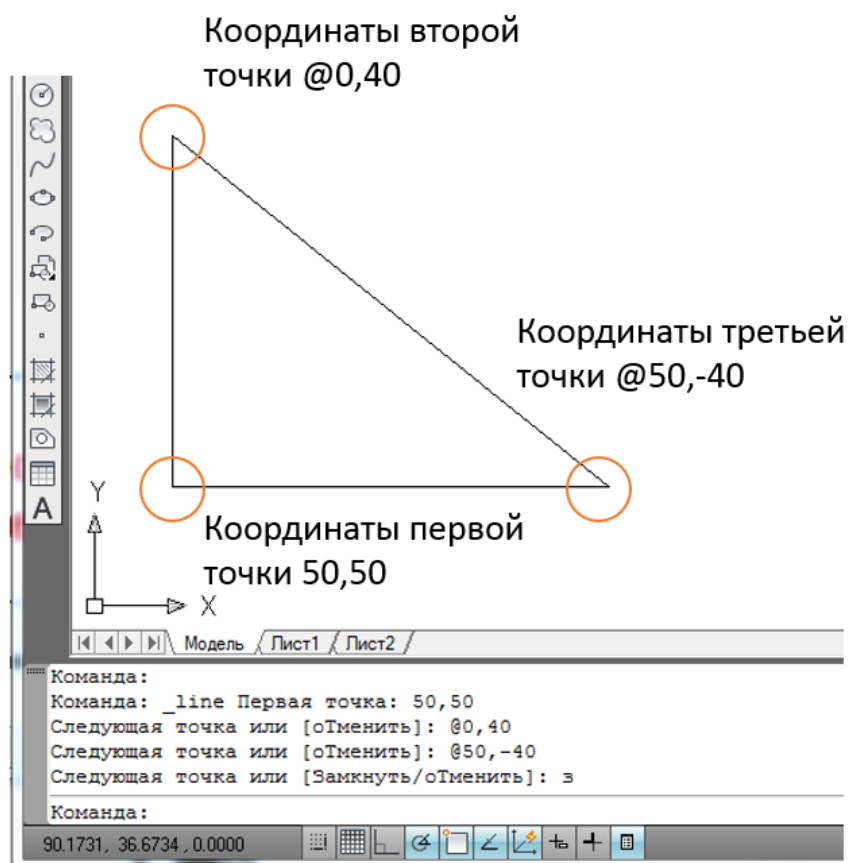 Координаты второй
точки @0,40
Координаты третьей
точки @50,-40
A
Y
Координаты первой
точки 50,50
X
Модель Лист1 Лист2
Команда:
Команда: _line Первая точка: 50,50
Следующая точка или [оТменить]: @0,40
Следующая точка или [оТменить]: @50,-40
Следующая точка или [Замкнуть/оТменить]: з
Команда:
90.1731, 36.6734 , 0.0000